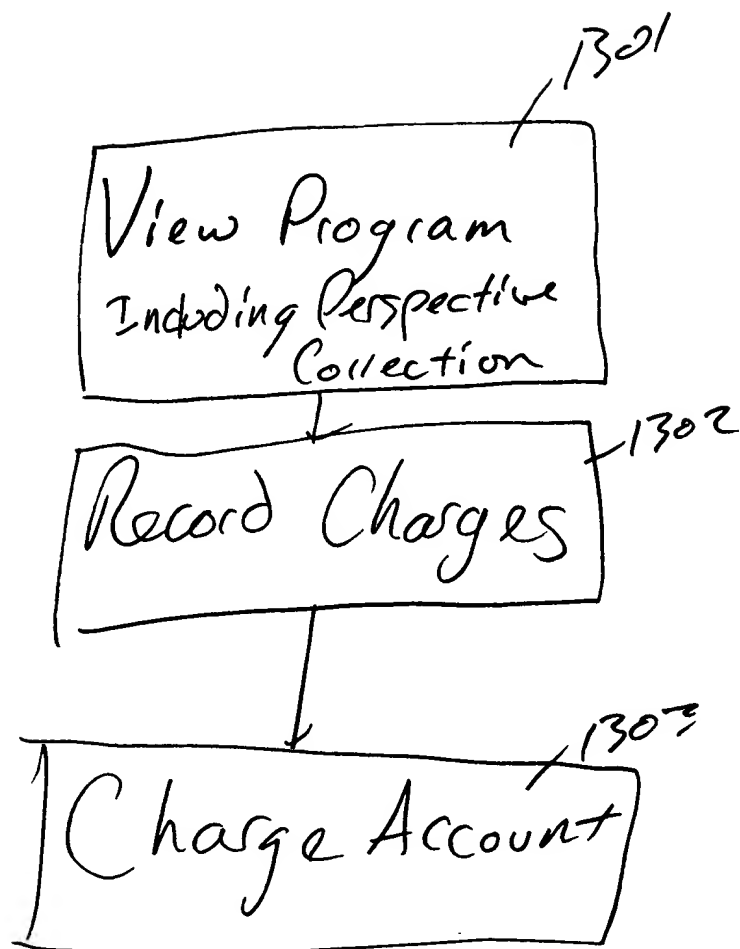 1301
View Program
Including Perspective
Collection
1302
Record Charges
1303
Charge Account